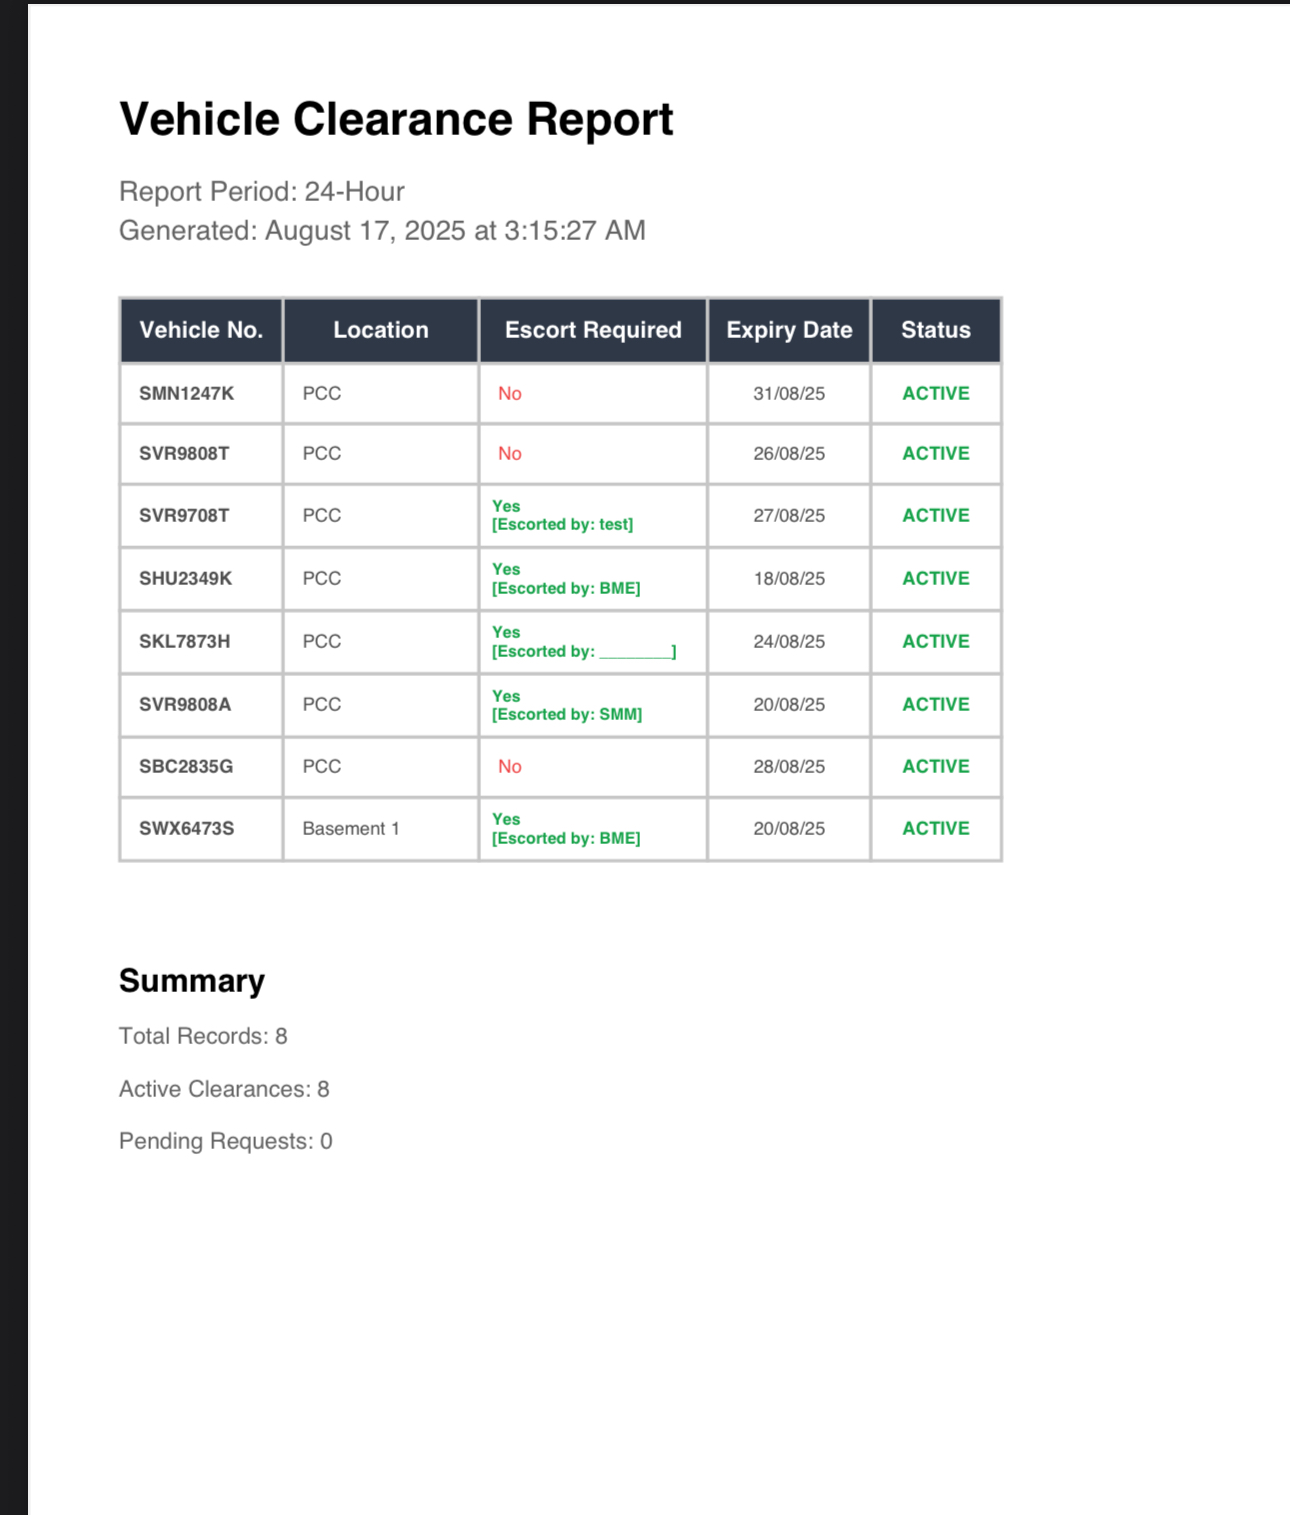 Vehicle Clearance Report
Report Period: 24-Hour
Generated: August 17, 2025 at 3:15:27 AM
Vehicle No. Location Escort Required Expiry Date Status
SMN1247K PCC No 31/08/25 ACTIVE
SVR9808T PCC No 26/08/25 ACTIVE
SVR9708T PCC Yes [Escorted by: test] 27/08/25 ACTIVE
SHU2349K PCC Yes [Escorted by: BME] 18/08/25 ACTIVE
SKL7873H PCC Yes [Escorted by: ________] 24/08/25 ACTIVE
SVR9808A PCC Yes [Escorted by: SMM] 20/08/25 ACTIVE
SBC2835G PCC No 28/08/25 ACTIVE
SWX6473S Basement 1 Yes [Escorted by: BME] 20/08/25 ACTIVE
Summary
Total Records: 8
Active Clearances: 8
Pending Requests: 0